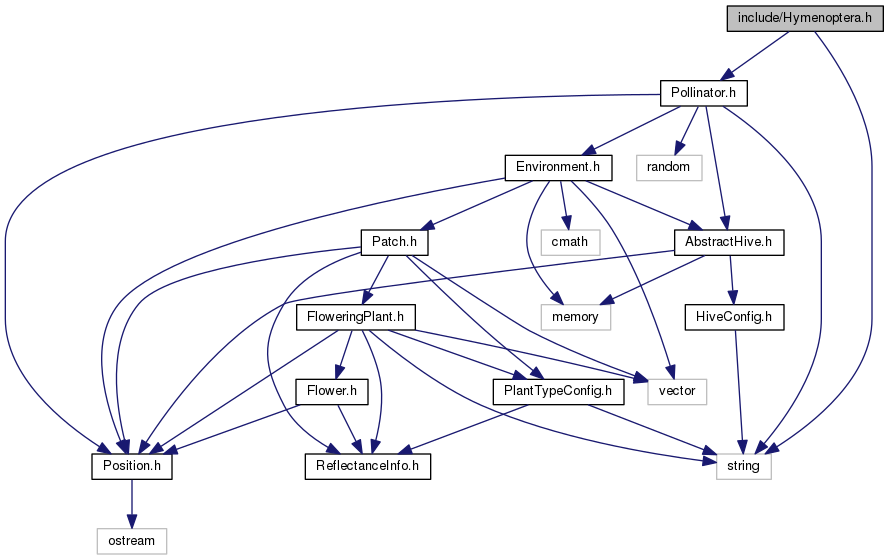 include/Hymenoptera.h
Pollinator.h
Environment.h
random
Patch.h
cmath
AbstractHive.h
FloweringPlant.h
memory
HiveConfig.h
Flower.h
PlantTypeConfig.h
vector
Position.h
ReflectanceInfo.h
string
ostream